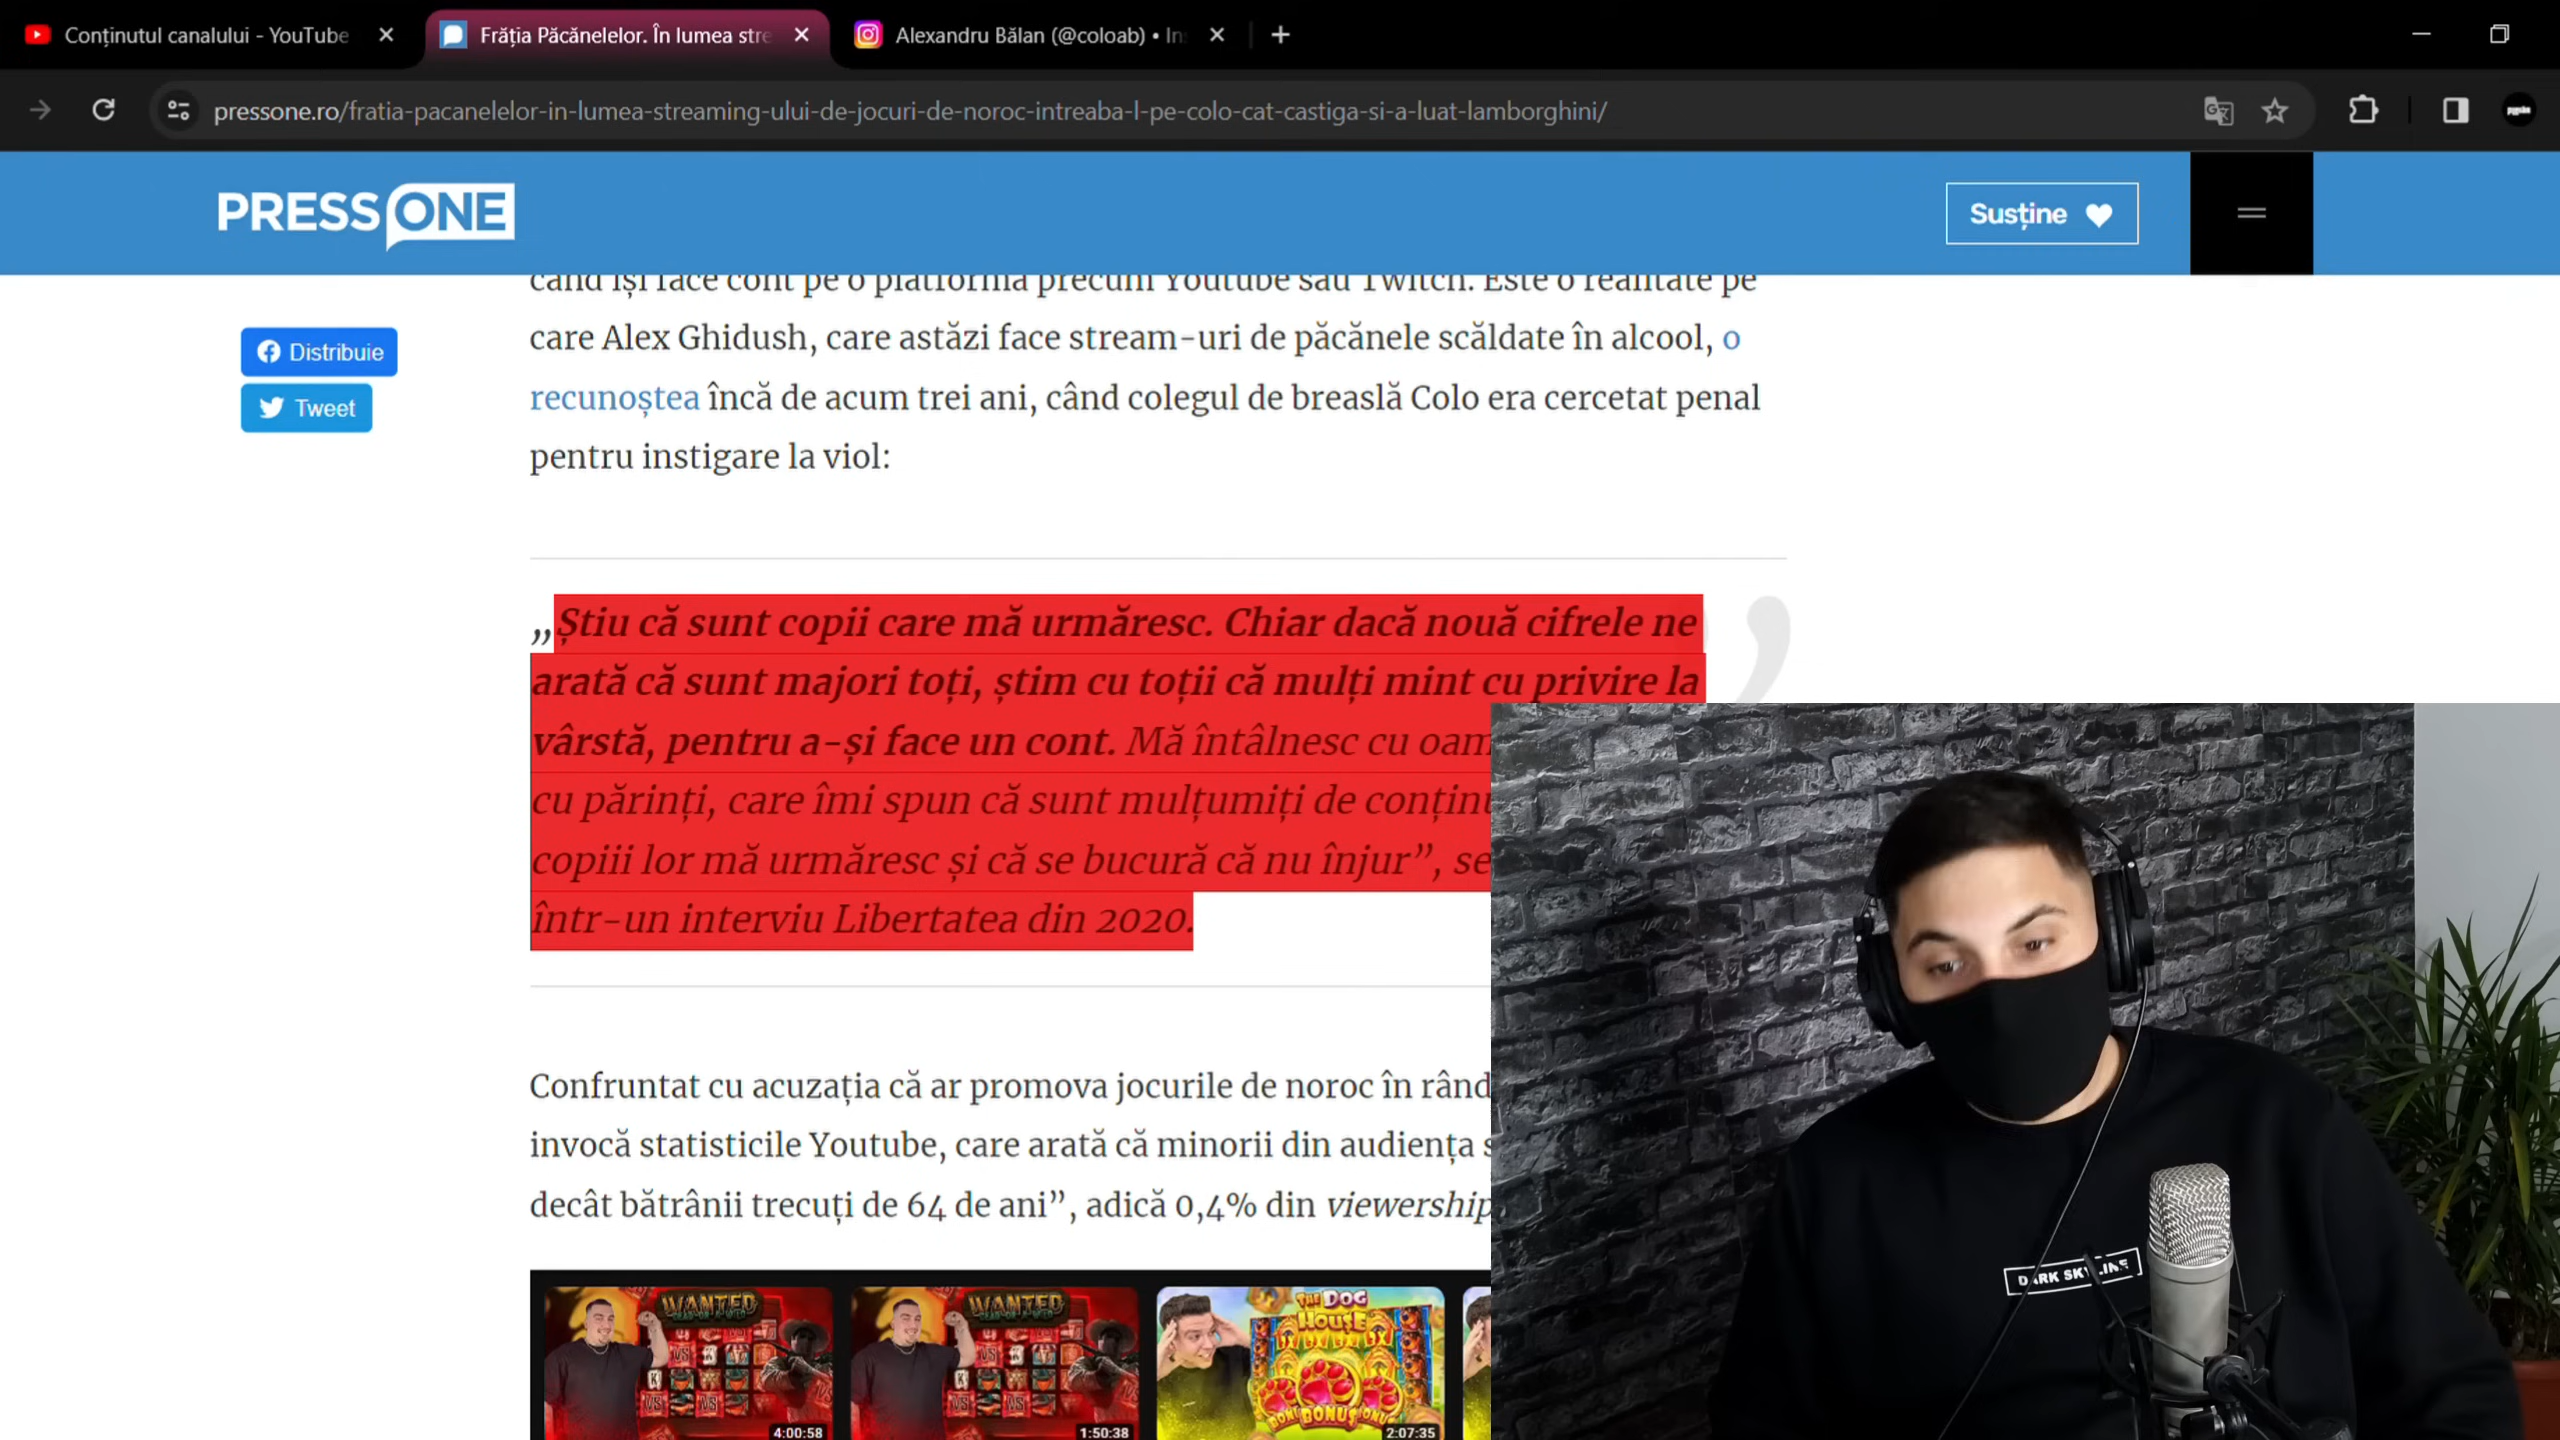 Conținutul canalului - YouTube
Frăția Păcănelelor. În lumea stre
Alexandru Bălan (@coloab) • In
pressone.ro/fratia-pacanelelor-in-lumea-streaming-ului-de-jocuri-de-noroc-intreaba-l-pe-colo-cat-castiga-si-a-luat-lamborghini/
PRESSONE
Susține
când își face cont pe o platformă precum Youtube sau Twitch. Este o realitate pe
care Alex Ghidush, care astăzi face stream-uri de păcănele scăldate în alcool, o
recunoștea încă de acum trei ani, când colegul de breaslă Colo era cercetat penal
pentru instigare la viol:
Distribuie
Tweet
„Știu că sunt copii care mă urmăresc. Chiar dacă nouă cifrele ne
arată că sunt majori toți, știm cu toții că mulți mint cu privire la
vârstă, pentru a-și face un cont. Mă întâlnesc cu oam
cu părinți, care îmi spun că sunt mulțumiți de conținu
copiii lor mă urmăresc și că se bucură că nu înjur”, se
într-un interviu Libertatea din 2020.
Confruntat cu acuzația că ar promova jocurile de noroc în rând
invocă statisticile Youtube, care arată că minorii din audiența s
decât bătrânii trecuți de 64 de ani”, adică 0,4% din viewership
WANTED
4:00:58
WANTED
1:50:38
THE DOG
HOUSE
BONUS
2:07:35
DARK SKYLINE